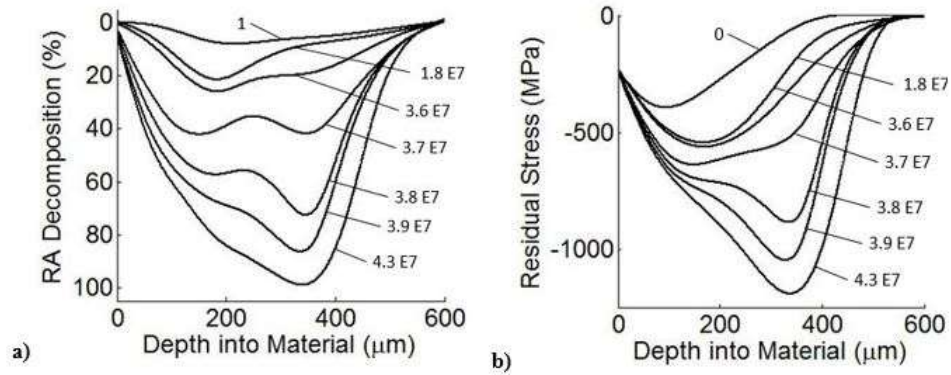 0
20
40
60
80
100
RA Decomposition (%)
0 200 400 600
Depth into Material (μm)
1
1.8 E7
3.6 E7
3.7 E7
3.8 E7
3.9 E7
4.3 E7
a)
0
-500
-1000
Residual Stress (MPa)
0 200 400 600
Depth into Material (μm)
0
1.8 E7
3.6 E7
3.7 E7
3.8 E7
3.9 E7
4.3 E7
b)